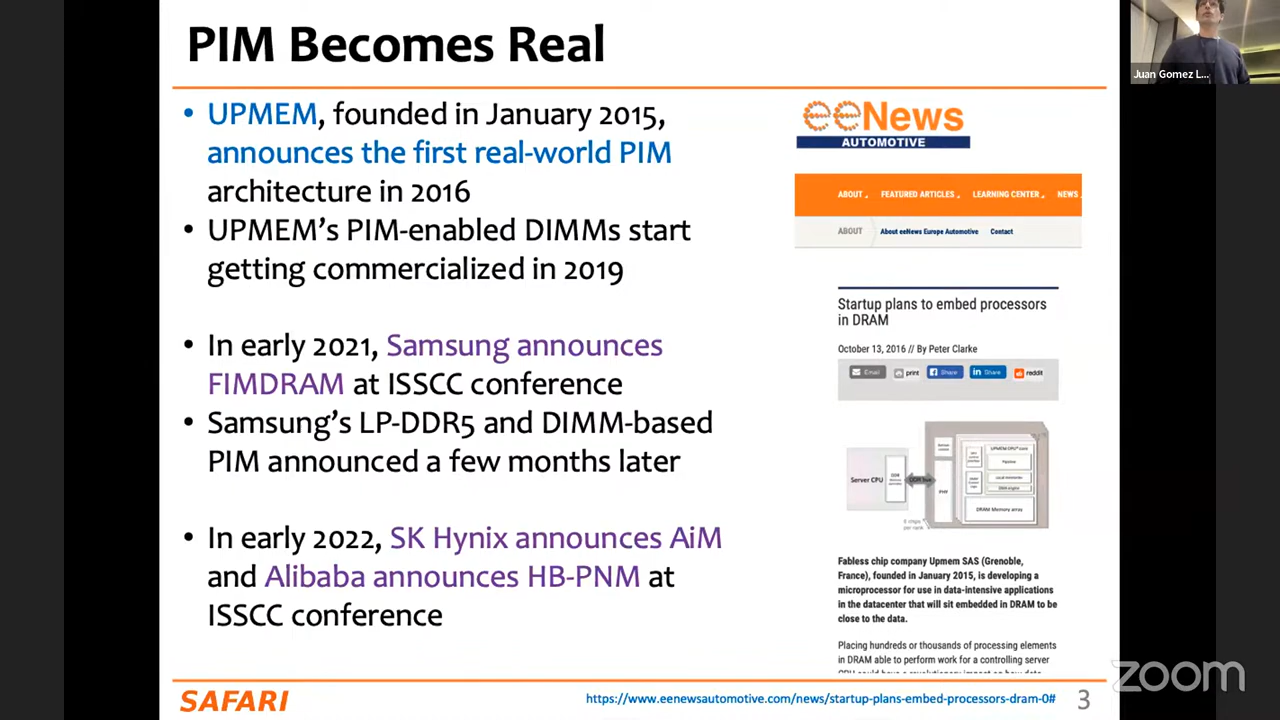 PIM Becomes Real
• UPMEM, founded in January 2015,
announces the first real-world PIM
architecture in 2016
• UPMEM's PIM-enabled DIMMs start
getting commercialized in 2019
• In early 2021, Samsung announces
FIMDRAM at ISSCC conference
• Samsung's LP-DDR5 and DIMM-based
PIM announced a few months later
• In early 2022, SK Hynix announces AiM
and Alibaba announces HB-PNM at
ISSCC conference
eeNews
AUTOMOTIVE
ABOUT FEATURED ARTICLES LEARNING CENTER NEWS
ABOUT About eeNews Europe Automotive Contact
Startup plans to embed processors
in DRAM
October 13, 2016 // By Peter Clarke
Email print Share Share reddit
Server CPU
DRAM Memory array
Fabless chip company Upmem SAS (Grenoble,
France), founded in January 2015, is developing a
microprocessor for use in data-intensive applications
in the datacenter that will sit embedded in DRAM to be
close to the data.
Placing hundreds or thousands of processing elements
in DRAM able to perform work for a controlling server
SAFARI
https://www.eenewsautomotive.com/news/startup-plans-embed-processors-dram-0#
3
Juan Gomez L...
zoom